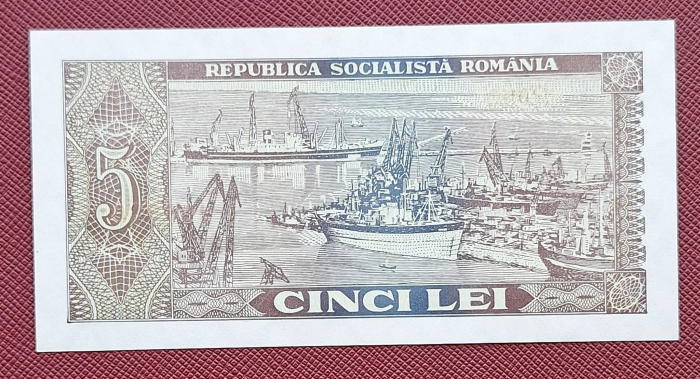 REPUBLICA SOCIALISTĂ ROMÂNIA
5
CINCI LEI